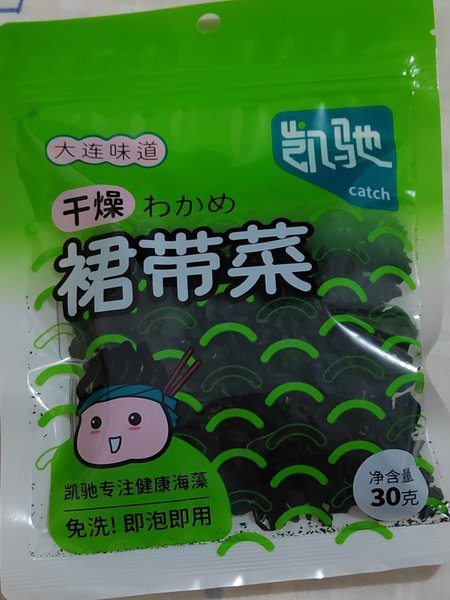 大连味道
凯驰
catch
干燥 わかめ
裙带菜
凯驰专注健康海藻
免洗!即泡即用
净含量
30克